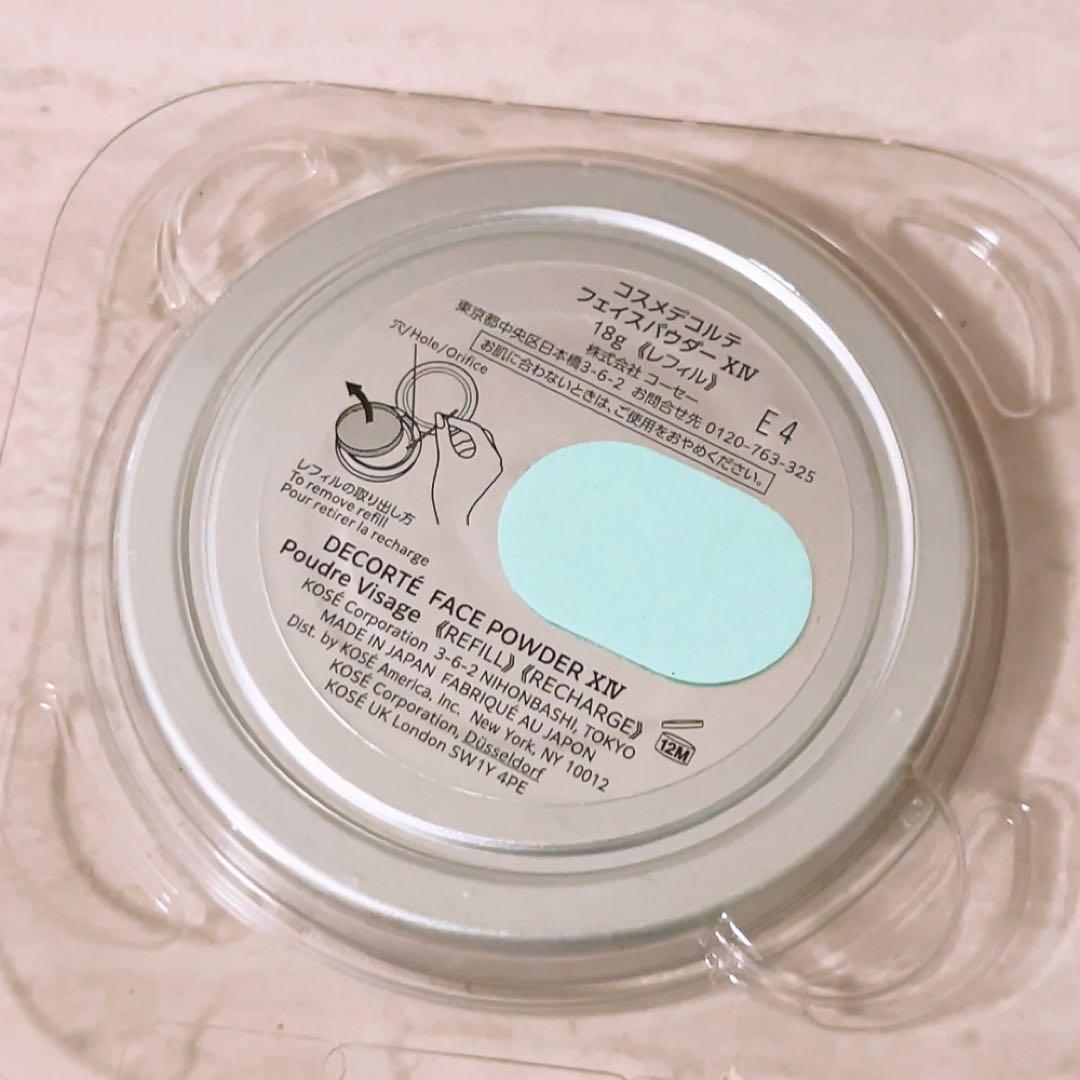 コスメデコルテ
フェイスパウダー XIV
18g 《レフィル》
株式会社 コーセー
東京都中央区日本橋3-6-2 お問合せ先 0120-763-325
お肌に合わないときは、ご使用をおやめください。
E4
穴/Hole/Orifice
レフィルの取り出し方
To remove refill
Pour retirer la recharge
DECORTÉ FACE POWDER XIV
Poudre Visage 《REFILL》《RECHARGE》
KOSÉ Corporation 3-6-2 NIHONBASHI, TOKYO
MADE IN JAPAN FABRIQUÉ AU JAPON
Dist. by KOSÉ America, Inc. New York, NY 10012
KOSÉ Corporation, Düsseldorf
KOSÉ UK London SW1Y 4PE
12M